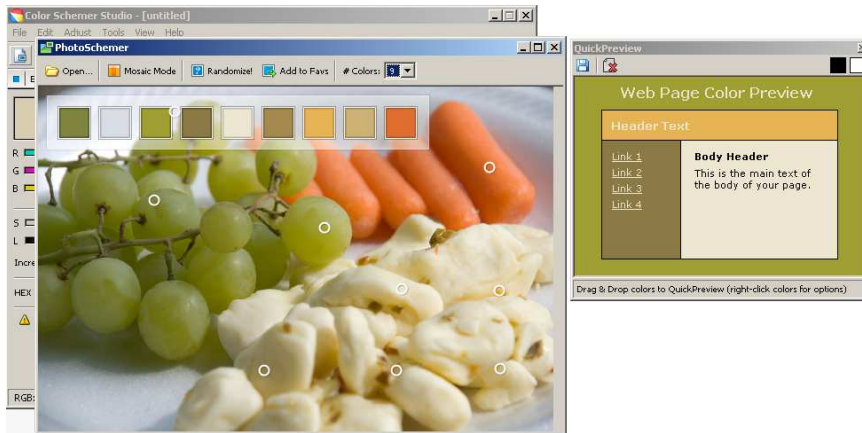 Color Schemer Studio - [untitled]
File Edit Adjust Tools View Help
PhotoSchemer
Open... Mosaic Mode Randomize! Add to Favs # Colors: 9
R
G
B
S
L
Incre
HEX
RGB:
QuickPreview
Web Page Color Preview
Header Text
Link 1
Link 2
Link 3
Link 4
Body Header
This is the main text of
the body of your page.
Drag & Drop colors to QuickPreview (right-click colors for options)